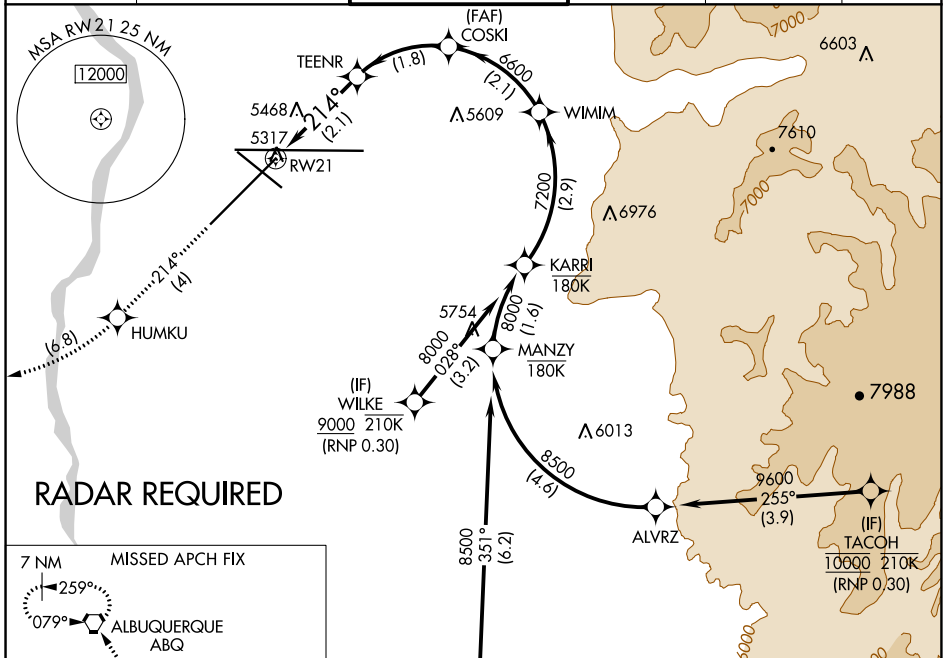 MSA RW 21 25 NM
12000
(FAF)
COSKI
TEENR
(1.8)
6600
(2.1)
WIMIM
5468
5609
214°
(2.1)
5317
RW21
6603
7610
7000
7200
(2.9)
6976
KARRI
180K
214°
(4)
HUMKU
(6.8)
5754
8000
(1.6)
MANZY
180K
8000
028°
(3.2)
(IF)
WILKE
9000 210K
(RNP 0.30)
7988
6013
8500
(4.6)
RADAR REQUIRED
9600
255°
(3.9)
ALVRZ
(IF)
TACOH
10000 210K
(RNP 0.30)
8500
351°
(6.2)
MISSED APCH FIX
7 NM
259°
079°
ALBUQUERQUE
ABQ
6000
7000